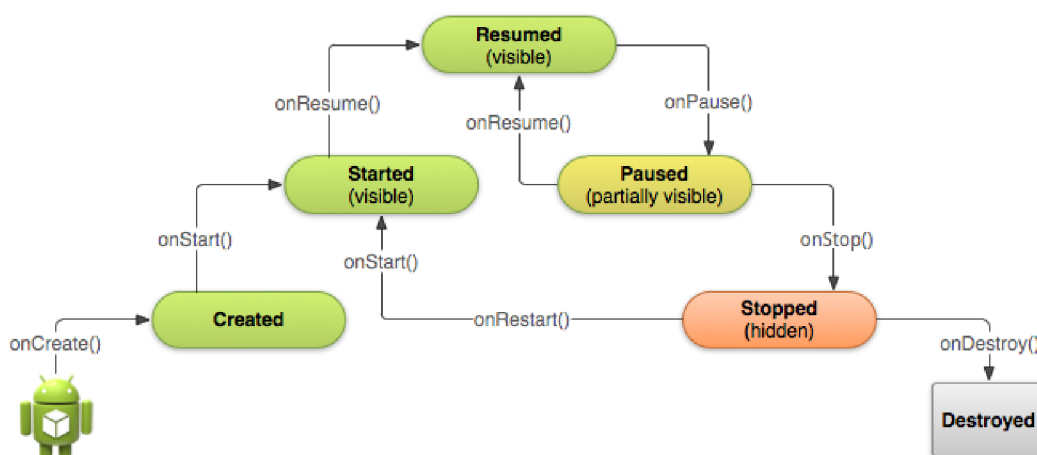 Resumed
(visible)
onResume()
onPause()
onResume()
Started
(visible)
Paused
(partially visible)
onStart()
onStop()
onStart()
Created
Stopped
(hidden)
onRestart()
onCreate()
onDestroy()
Destroyed